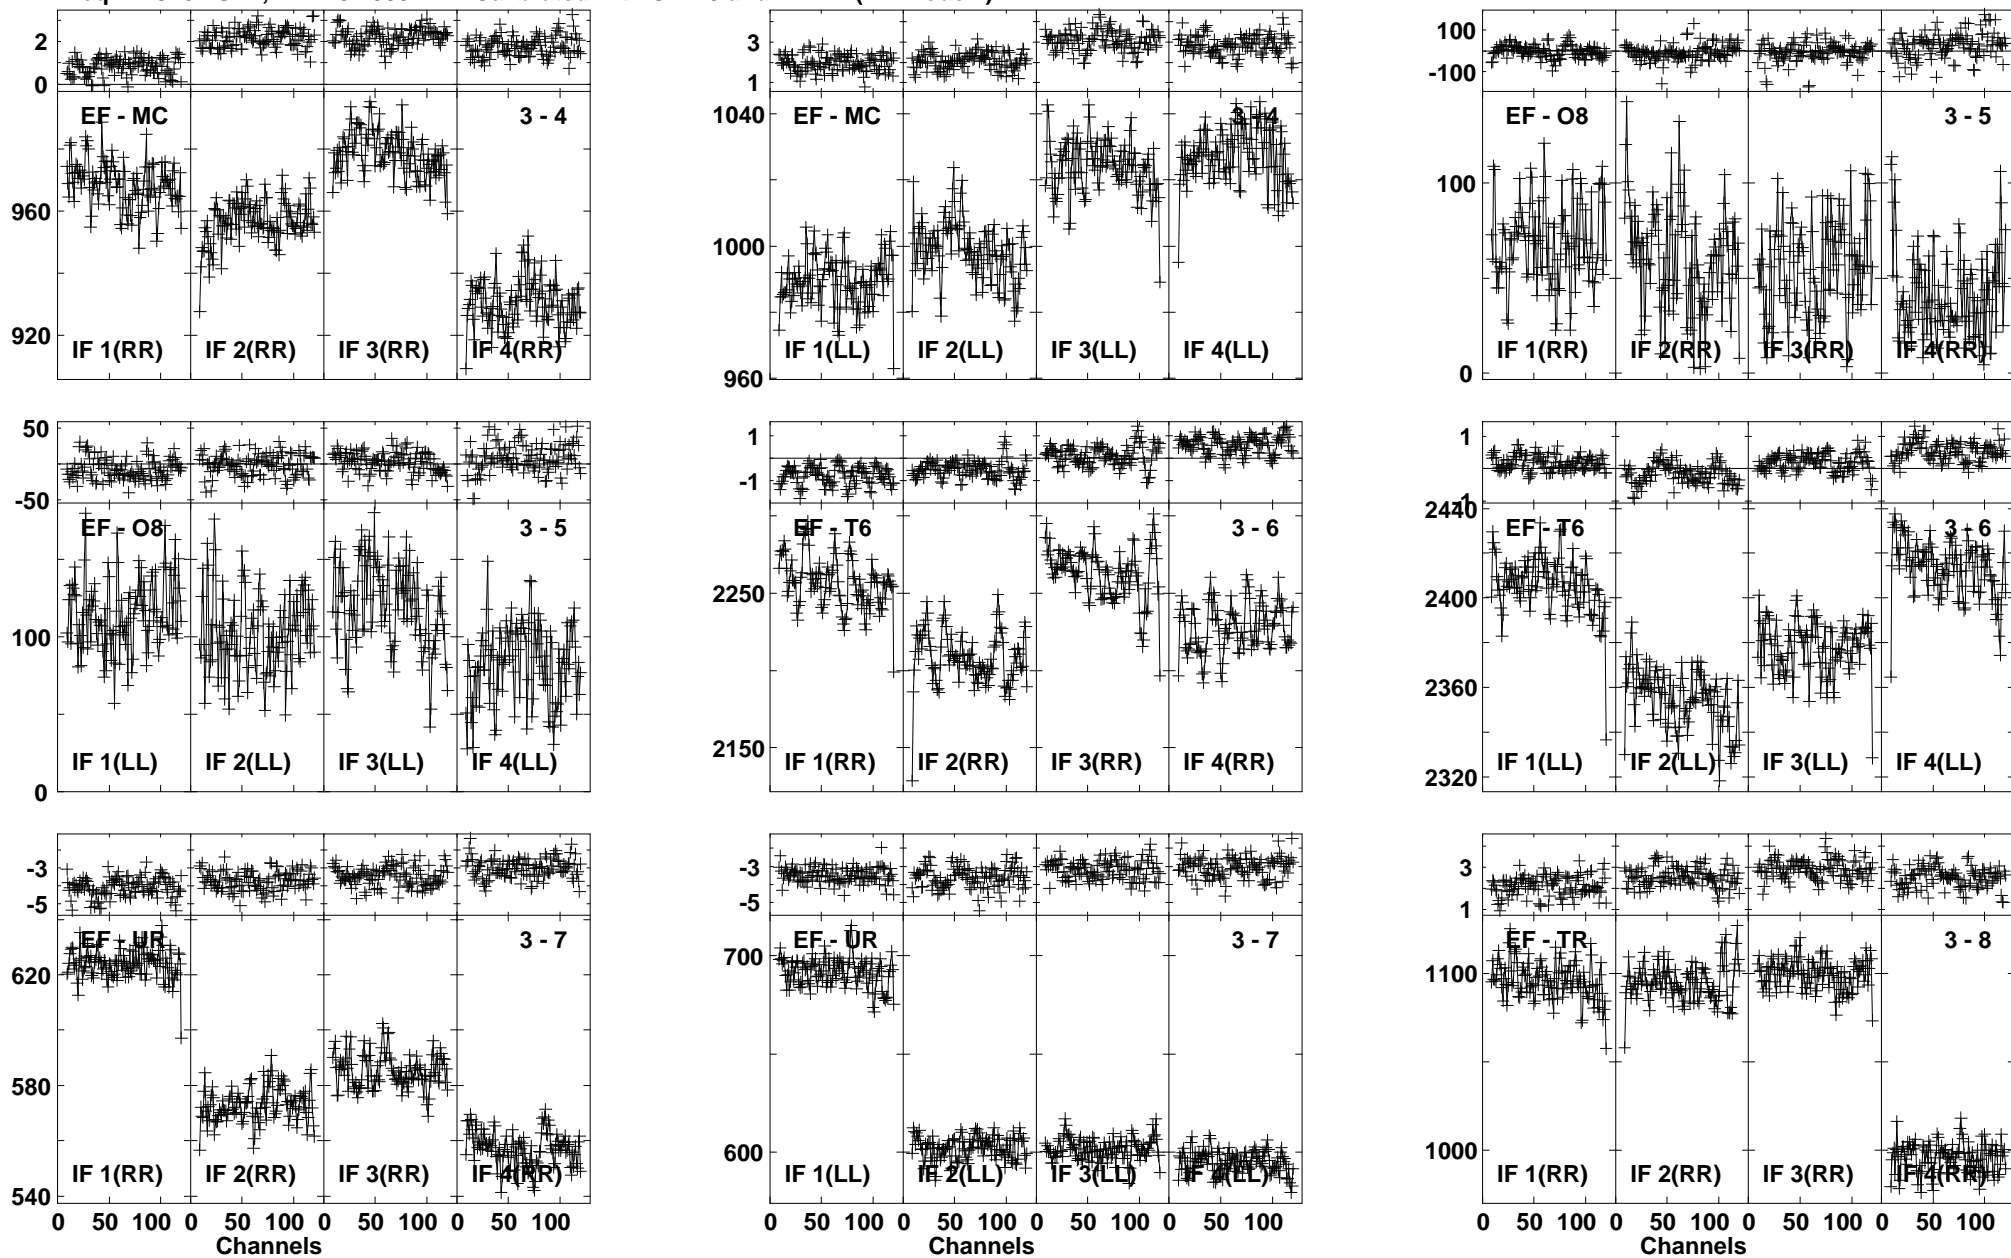 2
0
EF - MC
3 - 4
960
920
IF 1(RR)
IF 2(RR)
IF 3(RR)
IF 4(RR)
3
1
1040
EF - MC
3 - 4
1000
960
IF 1(LL)
IF 2(LL)
IF 3(LL)
IF 4(LL)
100
-100
EF - O8
3 - 5
100
0
IF 1(RR)
IF 2(RR)
IF 3(RR)
IF 4(RR)
50
-50
EF - O8
3 - 5
100
0
IF 1(LL)
IF 2(LL)
IF 3(LL)
IF 4(LL)
1
-1
EF - T6
3 - 6
2250
2150
IF 1(RR)
IF 2(RR)
IF 3(RR)
IF 4(RR)
1
-1
2440
EF - T6
3 - 6
2400
2360
2320
IF 1(LL)
IF 2(LL)
IF 3(LL)
IF 4(LL)
-3
-5
EF - UR
3 - 7
620
580
540
IF 1(RR)
IF 2(RR)
IF 3(RR)
IF 4(RR)
0 50 100 0 50 100 0 50 100 0 50 100
Channels
-3
-5
EF - UR
3 - 7
700
600
IF 1(LL)
IF 2(LL)
IF 3(LL)
IF 4(LL)
0 50 100 0 50 100 0 50 100 0 50 100
Channels
3
1
EF - TR
3 - 8
1100
1000
IF 1(RR)
IF 2(RR)
IF 3(RR)
IF 4(RR)
0 50 100 0 50 100 0 50 100 0 50 100
Channels